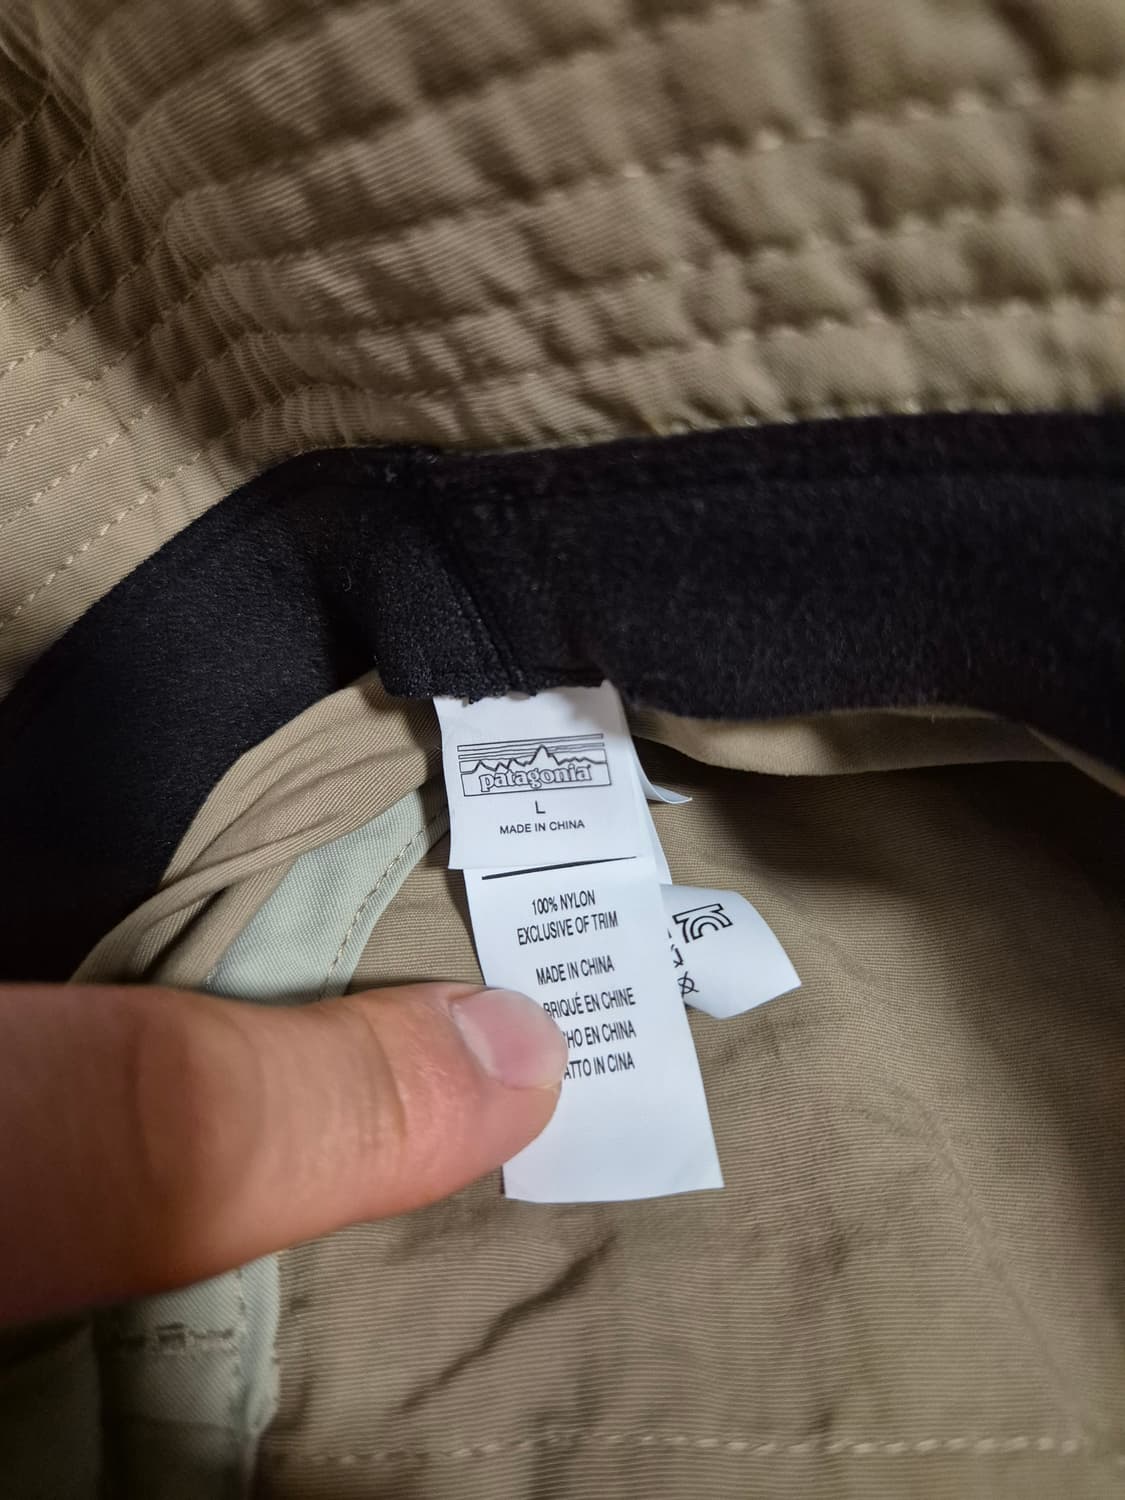 patagonia
L
MADE IN CHINA
100% NYLON
EXCLUSIVE OF TRIM
MADE IN CHINA
BRIQUÉ EN CHINE
HO EN CHINA
ATTO IN CINA